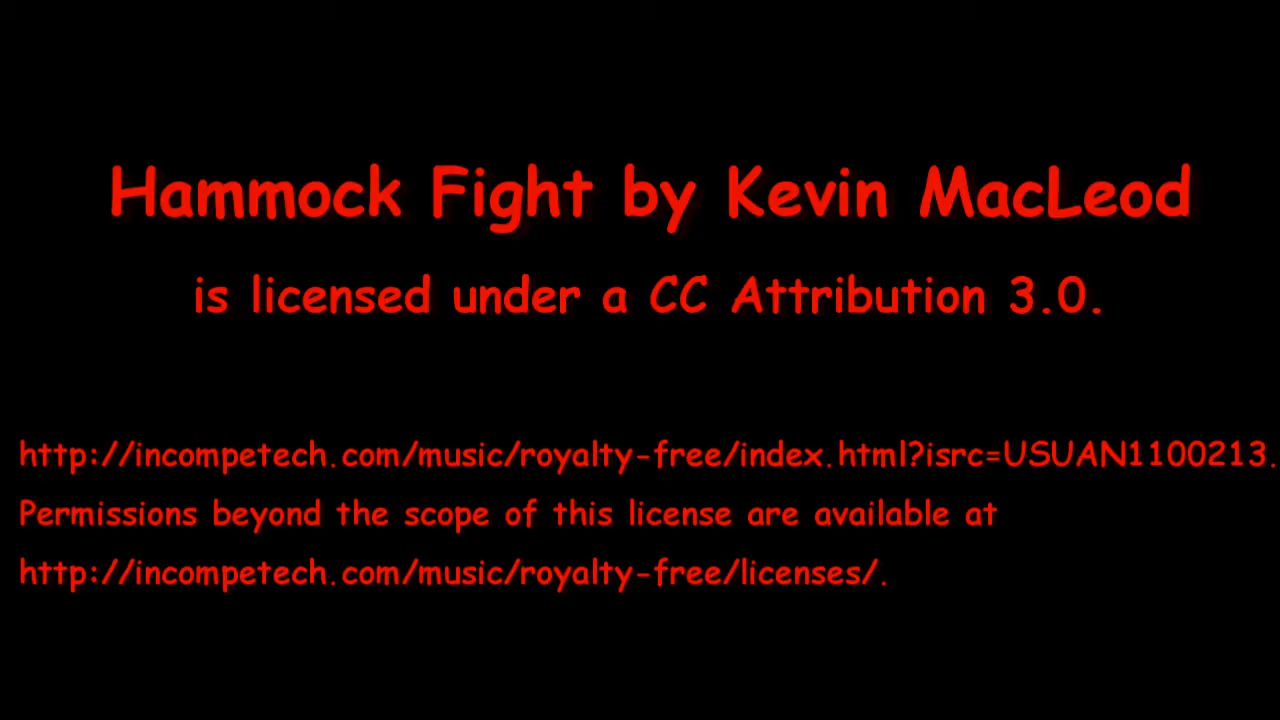 Hammock Fight by Kevin MacLeod
is licensed under a CC Attribution 3.0.
http://incompetech.com/music/royalty-free/index.html?isrc=USUAN1100213.
Permissions beyond the scope of this license are available at
http://incompetech.com/music/royalty-free/licenses/.